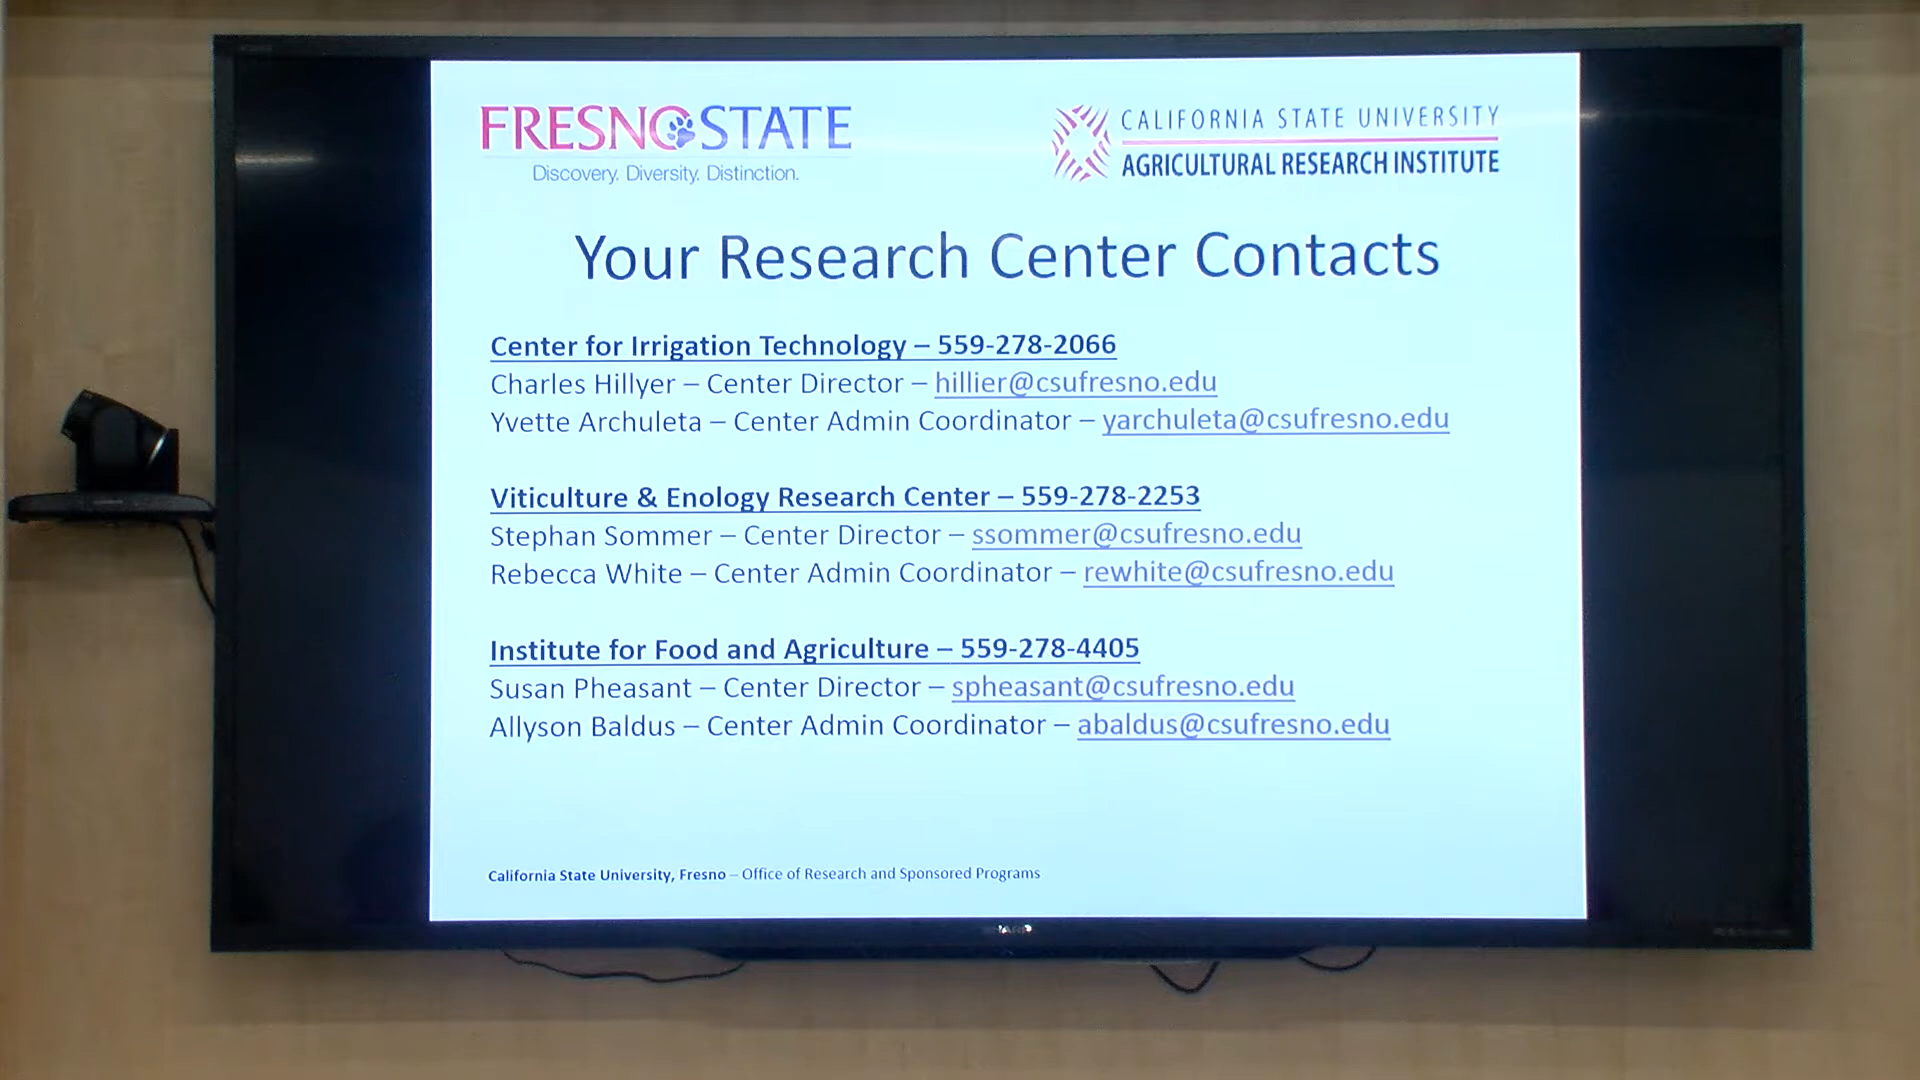 FRESNO STATE
Discovery. Diversity. Distinction.
CALIFORNIA STATE UNIVERSITY
AGRICULTURAL RESEARCH INSTITUTE
Your Research Center Contacts
Center for Irrigation Technology – 559-278-2066
Charles Hillyer – Center Director – hillier@csufresno.edu
Yvette Archuleta – Center Admin Coordinator – yarchuleta@csufresno.edu
Viticulture & Enology Research Center – 559-278-2253
Stephan Sommer – Center Director – ssommer@csufresno.edu
Rebecca White – Center Admin Coordinator – rewhite@csufresno.edu
Institute for Food and Agriculture – 559-278-4405
Susan Pheasant – Center Director – spheasant@csufresno.edu
Allyson Baldus – Center Admin Coordinator – abaldus@csufresno.edu
California State University, Fresno – Office of Research and Sponsored Programs